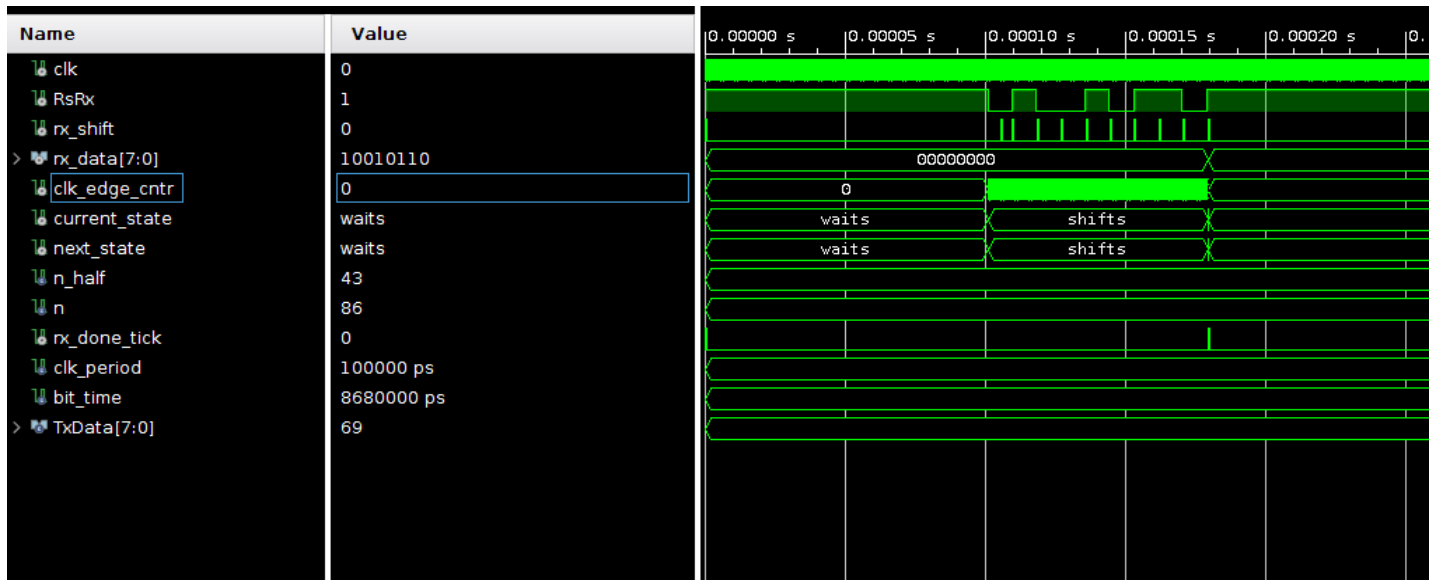 Name Value 0.00000 s 0.00005 s 0.00010 s 0.00015 s 0.00020 s 0.
clk 0
RsRx 1
rx_shift 0
rx_data[7:0] 10010110 00000000
clk_edge_cntr 0 0
current_state waits waits shifts
next_state waits waits shifts
n_half 43
n 86
rx_done_tick 0
clk_period 100000 ps
bit_time 8680000 ps
TxData[7:0] 69